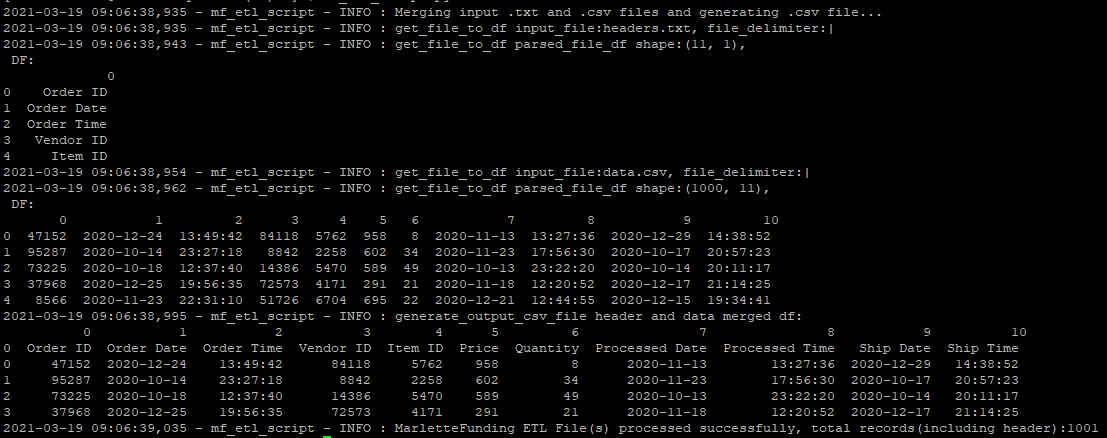 2021-03-19 09:06:38,935 - mf_etl_script - INFO : Merging input .txt and .csv files and generating .csv file...
2021-03-19 09:06:38,935 - mf_etl_script - INFO : get_file_to_df input_file:headers.txt, file_delimiter:|
2021-03-19 09:06:38,943 - mf_etl_script - INFO : get_file_to_df parsed_file_df shape:(11, 1),
 DF:
             0
0    Order ID
1  Order Date
2  Order Time
3   Vendor ID
4     Item ID
2021-03-19 09:06:38,954 - mf_etl_script - INFO : get_file_to_df input_file:data.csv, file_delimiter:|
2021-03-19 09:06:38,962 - mf_etl_script - INFO : get_file_to_df parsed_file_df shape:(1000, 11),
 DF:
       0           1         2      3     4    5   6           7         8           9         10
0  47152  2020-12-24  13:49:42  84118  5762  958   8  2020-11-13  13:27:36  2020-12-29  14:38:52
1  95287  2020-10-14  23:27:18   8842  2258  602  34  2020-11-23  17:56:30  2020-10-17  20:57:23
2  73225  2020-10-18  12:37:40  14386  5470  589  49  2020-10-13  23:22:20  2020-10-14  20:11:17
3  37968  2020-12-25  19:56:35  72573  4171  291  21  2020-11-18  12:20:52  2020-12-17  21:14:25
4   8566  2020-11-23  22:31:10  51726  6704  695  22  2020-12-21  12:44:55  2020-12-15  19:34:41
2021-03-19 09:06:38,995 - mf_etl_script - INFO : generate_output_csv_file header and data merged df:
          0           1           2          3        4      5         6               7               8           9          10
0  Order ID  Order Date  Order Time  Vendor ID  Item ID  Price  Quantity  Processed Date  Processed Time   Ship Date  Ship Time
0     47152  2020-12-24    13:49:42      84118     5762    958         8      2020-11-13        13:27:36  2020-12-29   14:38:52
1     95287  2020-10-14    23:27:18       8842     2258    602        34      2020-11-23        17:56:30  2020-10-17   20:57:23
2     73225  2020-10-18    12:37:40      14386     5470    589        49      2020-10-13        23:22:20  2020-10-14   20:11:17
3     37968  2020-12-25    19:56:35      72573     4171    291        21      2020-11-18        12:20:52  2020-12-17   21:14:25
2021-03-19 09:06:39,035 - mf_etl_script - INFO : MarletteFunding ETL File(s) processed successfully, total records(including header):1001